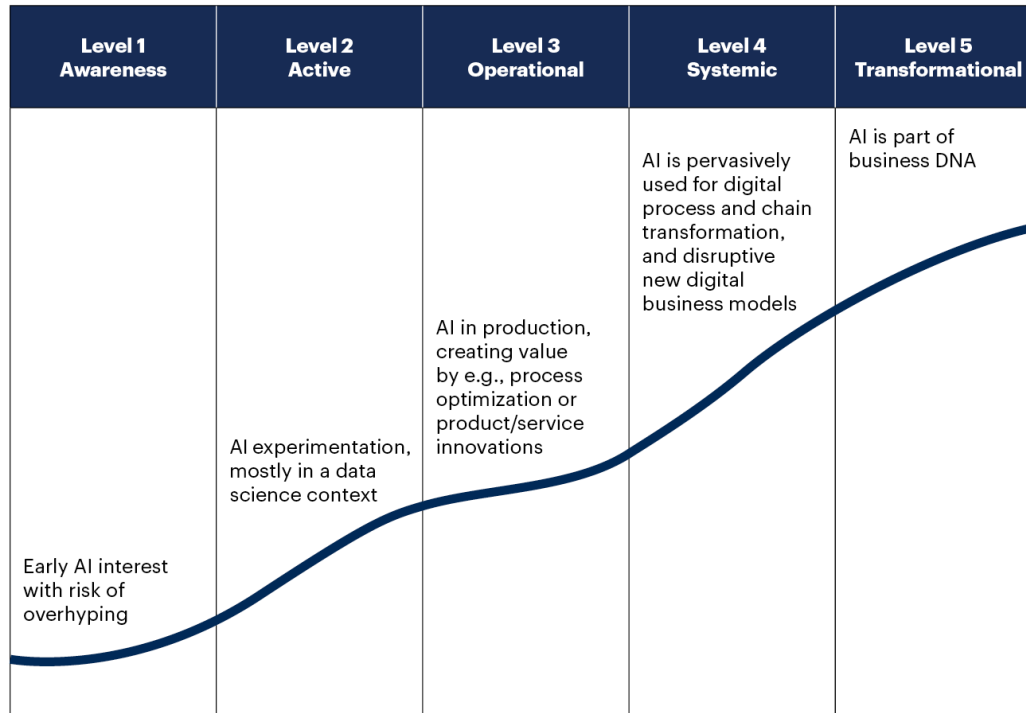 Level 1
Awareness
Level 2
Active
Level 3
Operational
Level 4
Systemic
Level 5
Transformational
Early AI interest
with risk of
overhyping
AI experimentation,
mostly in a data
science context
AI in production,
creating value
by e.g., process
optimization or
product/service
innovations
AI is pervasively
used for digital
process and chain
transformation,
and disruptive
new digital
business models
AI is part of
business DNA